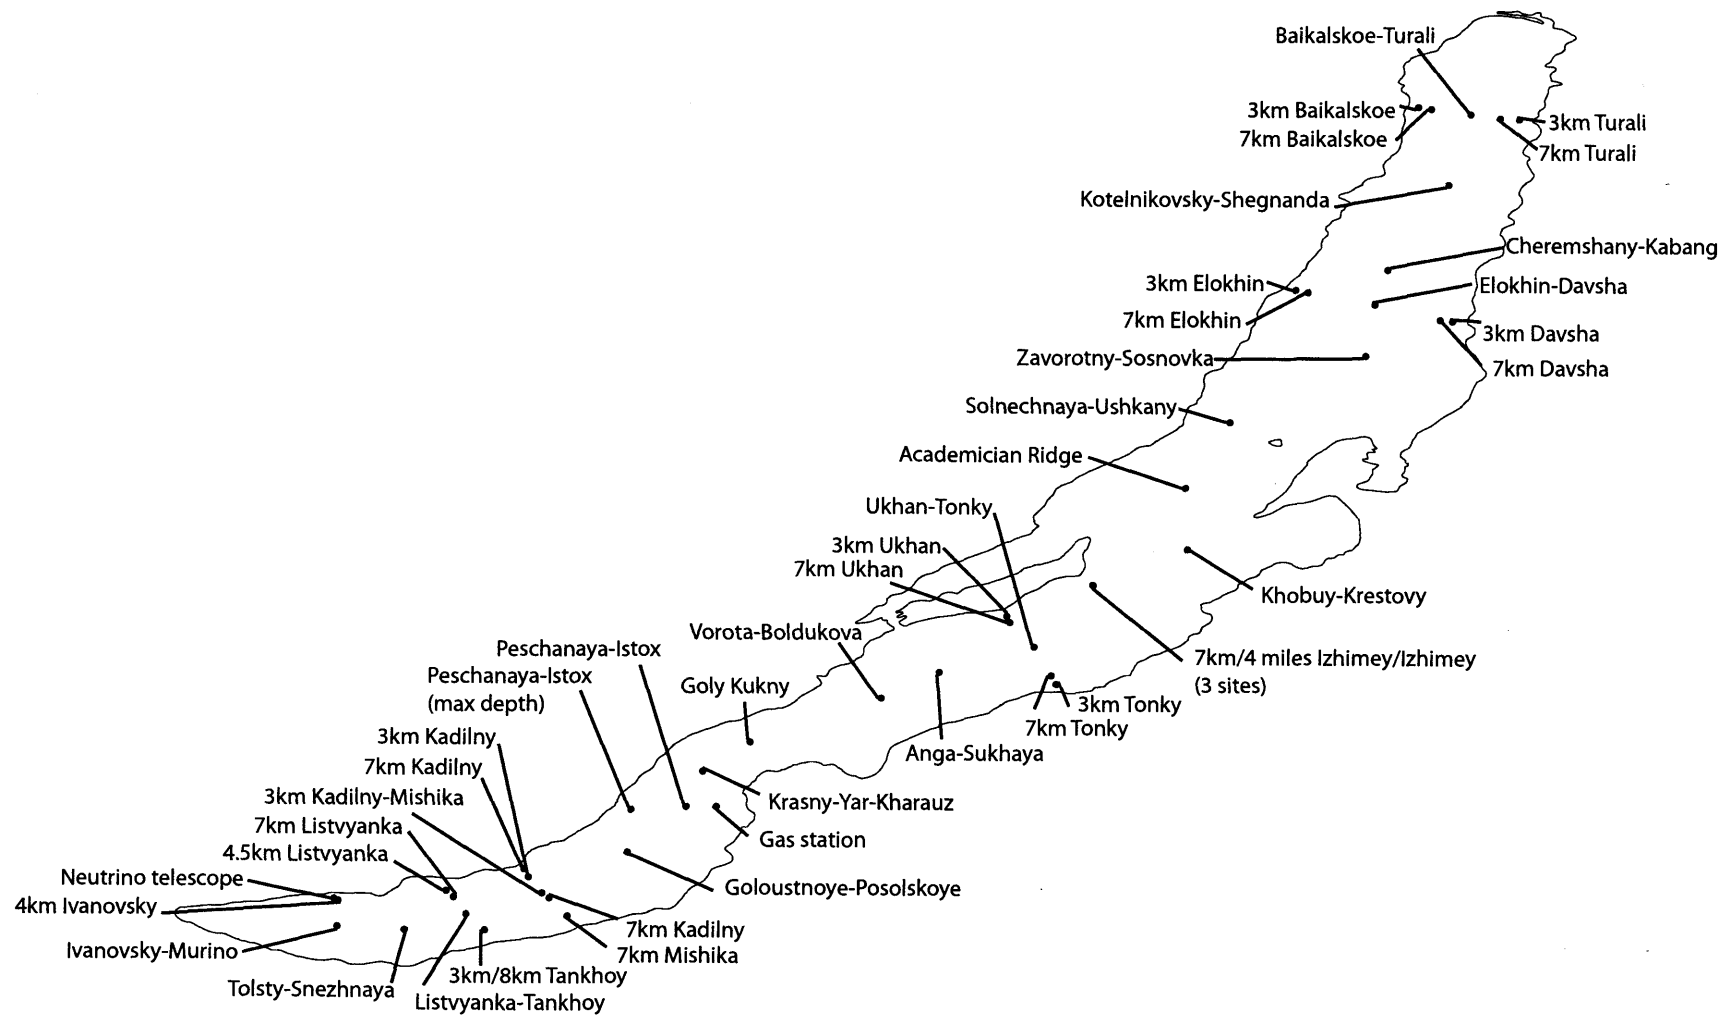 Baikalskoe-Turali
3km Baikalskoe
3km Turali
7km Baikalskoe
7km Turali
Kotelnikovsky-Shegnanda
Cheremshany-Kabang
3km Elokhin
Elokhin-Davsha
7km Elokhin
3km Davsha
Zavorotny-Sosnovka
7km Davsha
Solnechnaya-Ushkany
Academician Ridge
Ukhan-Tonky
3km Ukhan
7km Ukhan
Khobuy-Krestovy
Vorota-Boldukova
Peschanaya-Istox
7km/4 miles Izhimey/Izhimey
(3 sites)
Peschanaya-Istox
(max depth)
Goly Kukny
3km Tonky
7km Tonky
3km Kadilny
Anga-Sukhaya
7km Kadilny
3km Kadilny-Mishika
Krasny-Yar-Kharauz
7km Listvyanka
Gas station
4.5km Listvyanka
Neutrino telescope
Goloustnoye-Posolskoye
4km Ivanovsky
7km Kadilny
Ivanovsky-Murino
7km Mishika
3km/8km Tankhoy
Tolsty-Snezhnaya
Listvyanka-Tankhoy